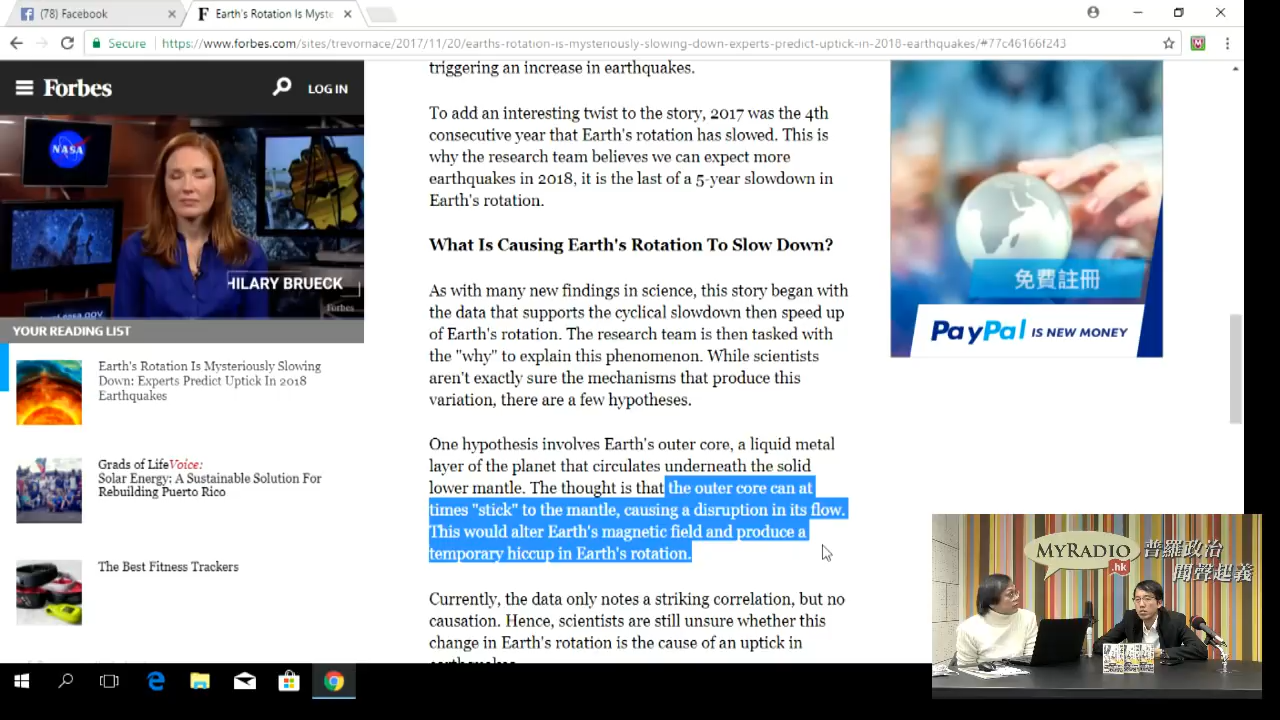 (78) Facebook
Earth's Rotation Is Myste
Secure
https://www.forbes.com/sites/trevornace/2017/11/20/earths-rotation-is-mysteriously-slowing-down-experts-predict-uptick-in-2018-earthquakes/#77c46166f243
Forbes
LOG IN
NASA
HILARY BRUECK
Forbes
YOUR READING LIST
Earth's Rotation Is Mysteriously Slowing
Down: Experts Predict Uptick In 2018
Earthquakes
Grads of LifeVoice:
Solar Energy: A Sustainable Solution For
Rebuilding Puerto Rico
The Best Fitness Trackers
triggering an increase in earthquakes.
To add an interesting twist to the story, 2017 was the 4th
consecutive year that Earth's rotation has slowed. This is
why the research team believes we can expect more
earthquakes in 2018, it is the last of a 5-year slowdown in
Earth's rotation.
What Is Causing Earth's Rotation To Slow Down?
As with many new findings in science, this story began with
the data that supports the cyclical slowdown then speed up
of Earth's rotation. The research team is then tasked with
the "why" to explain this phenomenon. While scientists
aren't exactly sure the mechanisms that produce this
variation, there are a few hypotheses.
One hypothesis involves Earth's outer core, a liquid metal
layer of the planet that circulates underneath the solid
lower mantle. The thought is that the outer core can at
times "stick" to the mantle, causing a disruption in its flow.
This would alter Earth's magnetic field and produce a
temporary hiccup in Earth's rotation.
Currently, the data only notes a striking correlation, but no
causation. Hence, scientists are still unsure whether this
change in Earth's rotation is the cause of an uptick in
earthquakes.
免費註冊
PayPal IS NEW MONEY
MYRADIO
.hk
普羅政治
聞聲起義